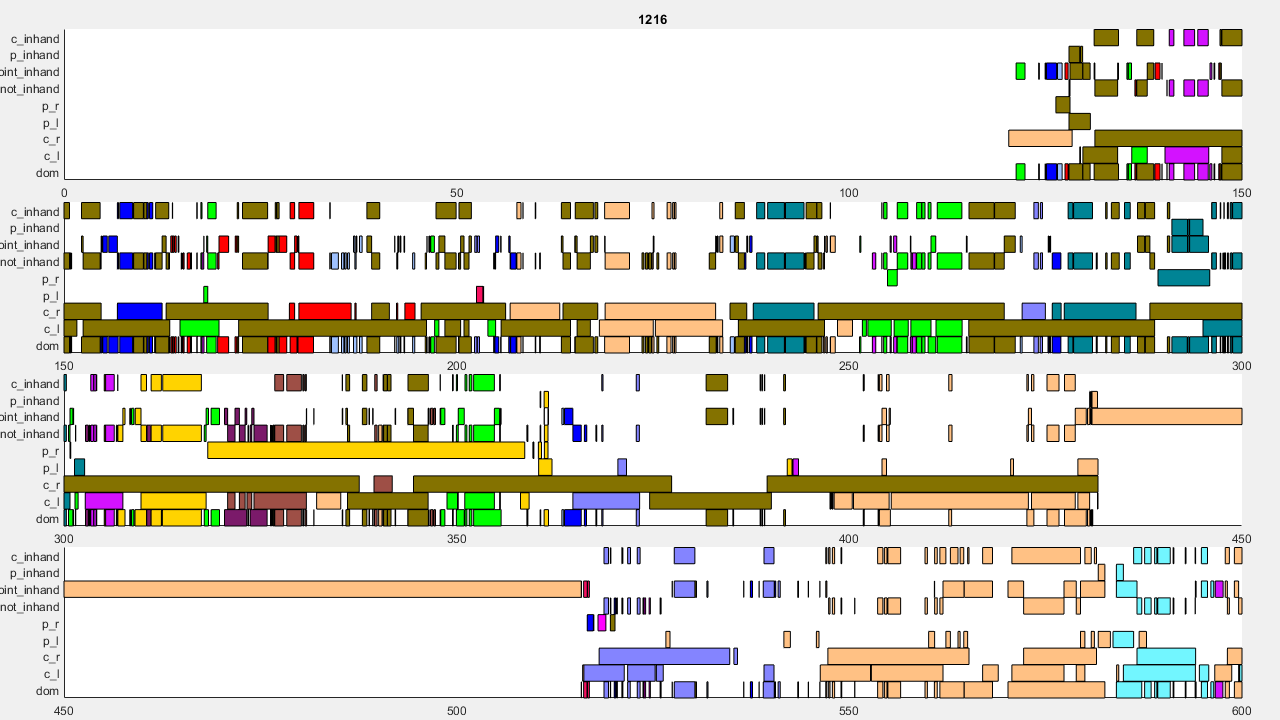 1216
c_inhand
p_inhand
oint_inhand
not_inhand
p_r
p_l
c_r
c_l
dom
0 50 100 150
c_inhand
p_inhand
oint_inhand
not_inhand
p_r
p_l
c_r
c_l
dom
150 200 250 300
c_inhand
p_inhand
oint_inhand
not_inhand
p_r
p_l
c_r
c_l
dom
300 350 400 450
c_inhand
p_inhand
oint_inhand
not_inhand
p_r
p_l
c_r
c_l
dom
450 500 550 600